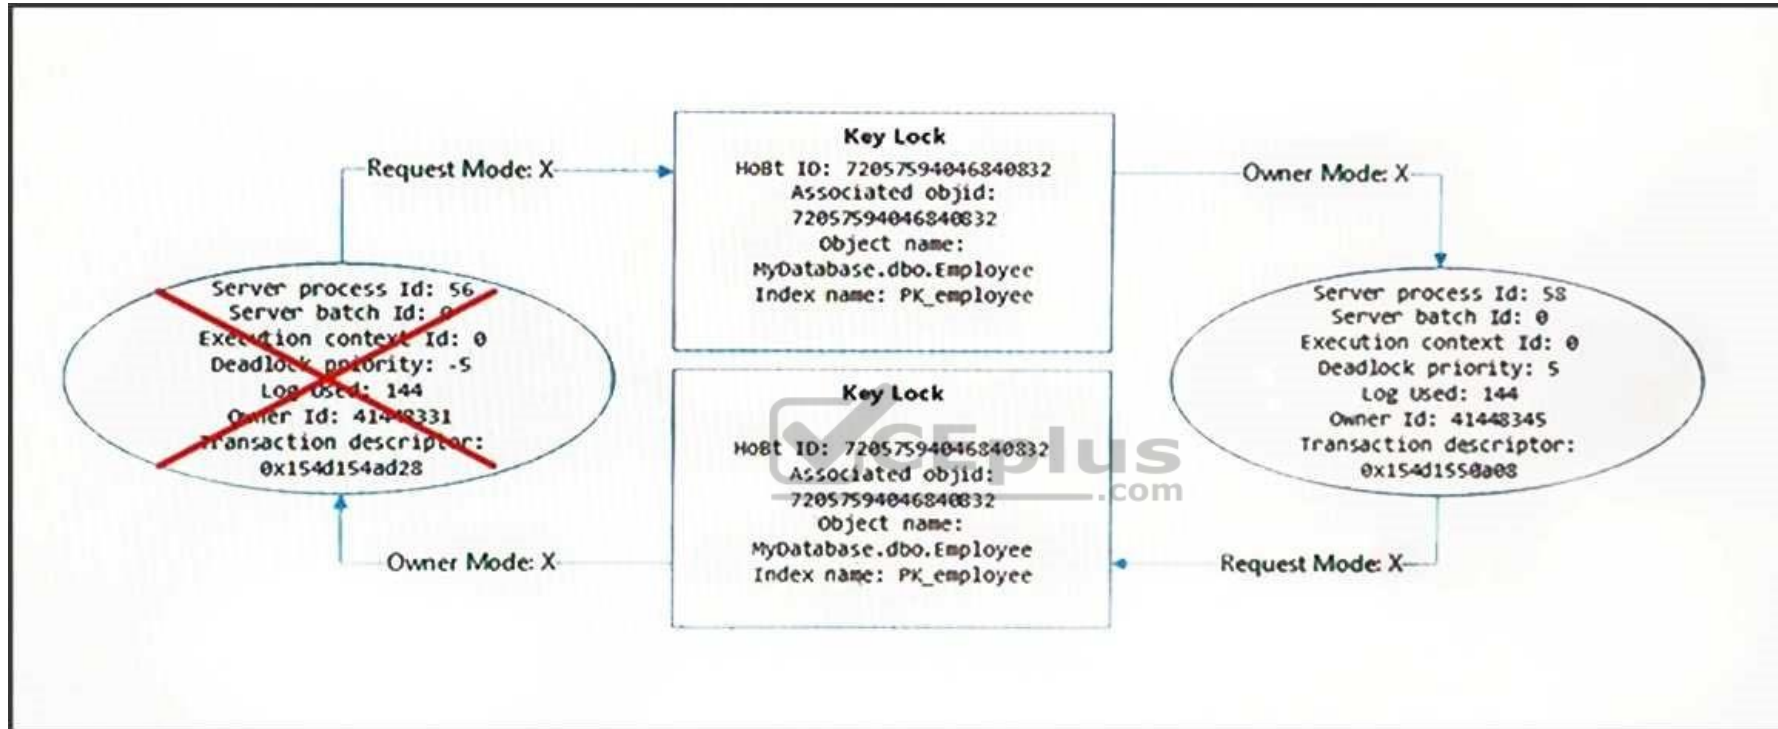 Key Lock
HoBt ID: 72057594046840832
Associated objid:
72057594046840832
Object name:
MyDatabase.dbo.Employee
Index name: PK_employee
Request Mode: X
Owner Mode: X
Server process Id: 56
Server batch Id: 0
Execution context Id: 0
Deadlock priority: -5
Log Used: 144
Owner Id: 41448331
Transaction descriptor:
0x154d154ad28
Server process Id: 58
Server batch Id: 0
Execution context Id: 0
Deadlock priority: 5
Log Used: 144
Owner Id: 41448345
Transaction descriptor:
0x154d1550a08
Key Lock
HoBt ID: 72057594046840832
Associated objid:
72057594046840832
Object name:
MyDatabase.dbo.Employee
Index name: PK_employee
Owner Mode: X
Request Mode: X
CEplus
.com